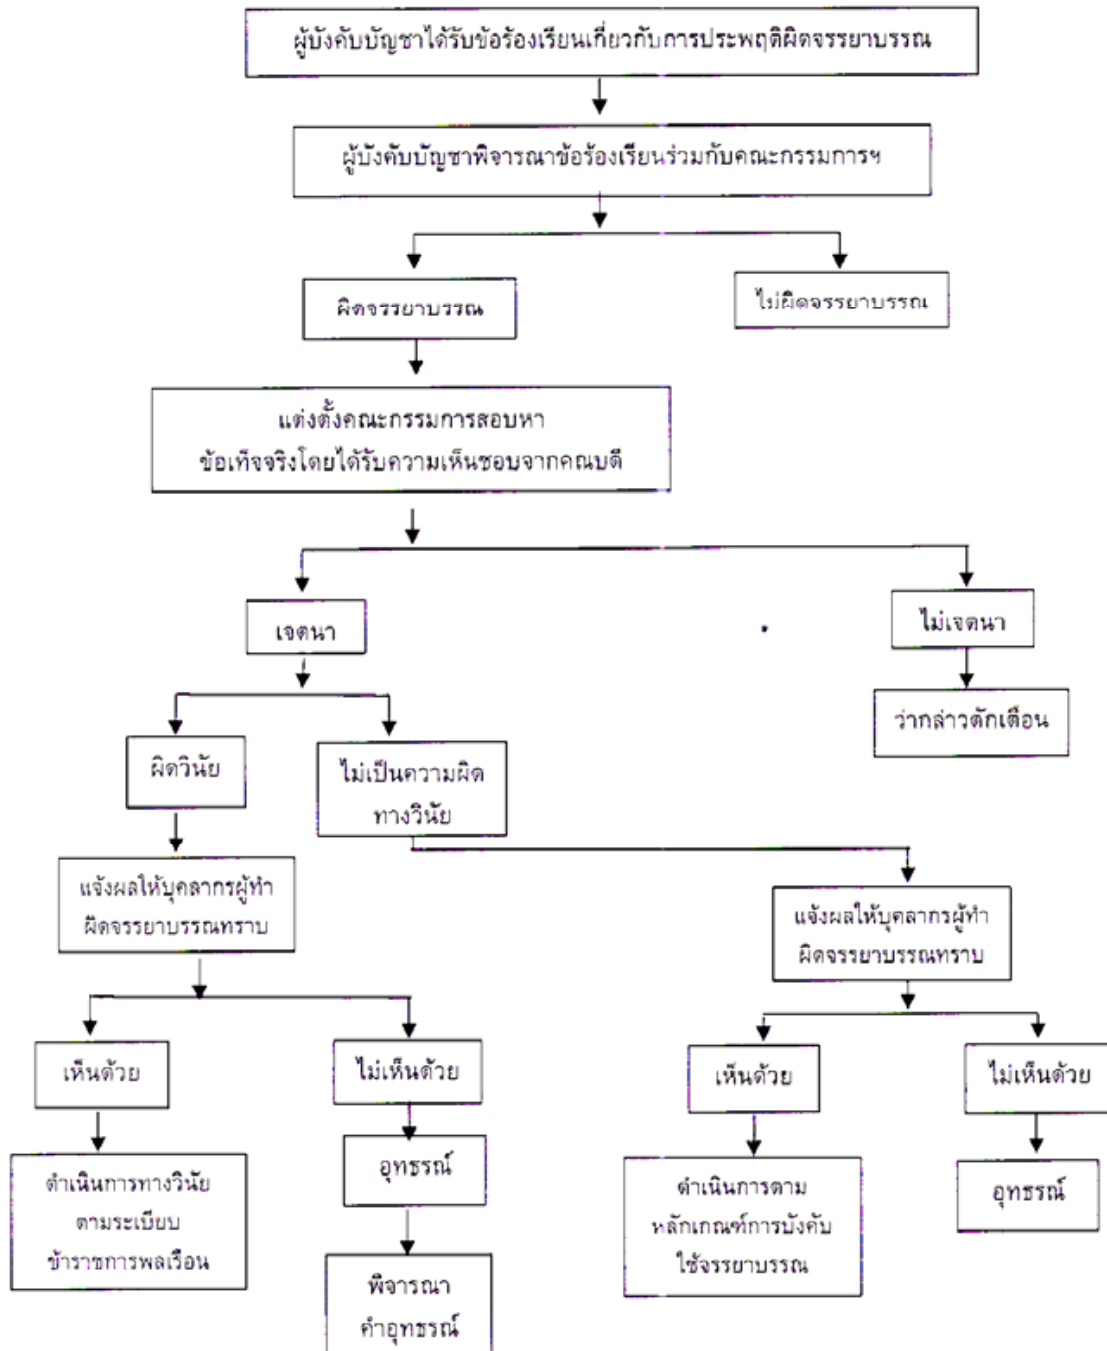 ผู้บังคับบัญชาได้รับข้อร้องเรียนเกี่ยวกับการประพฤติผิดจรรยาบรรณ
ผู้บังคับบัญชาพิจารณาข้อร้องเรียนร่วมกับคณะกรรมการฯ
ผิดจรรยาบรรณ
ไม่ผิดจรรยาบรรณ
แต่งตั้งคณะกรรมการสอบหา
ข้อเท็จจริงโดยได้รับความเห็นชอบจากคณบดี
เจตนา
ไม่เจตนา
ว่ากล่าวตักเตือน
ผิดวินัย
ไม่เป็นความผิด
ทางวินัย
แจ้งผลให้บุคลากรผู้ทำ
ผิดจรรยาบรรณทราบ
แจ้งผลให้บุคลากรผู้ทำ
ผิดจรรยาบรรณทราบ
เห็นด้วย
ไม่เห็นด้วย
เห็นด้วย
ไม่เห็นด้วย
ดำเนินการทางวินัย
ตามระเบียบ
ข้าราชการพลเรือน
อุทธรณ์
พิจารณา
คำอุทธรณ์
ดำเนินการตาม
หลักเกณฑ์การบังคับ
ใช้จรรยาบรรณ
อุทธรณ์